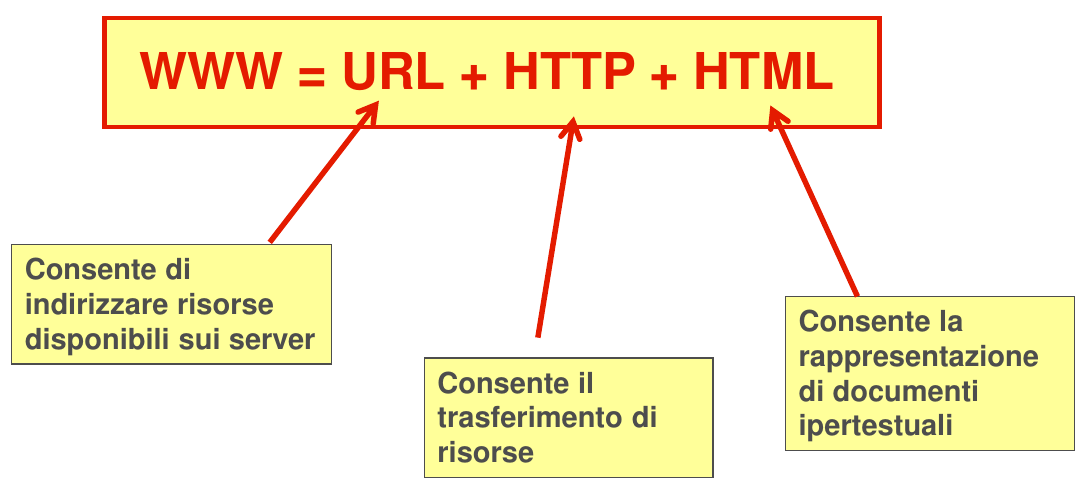 WWW = URL + HTTP + HTML
Consente di
indirizzare risorse
disponibili sui server
Consente il
trasferimento di
risorse
Consente la
rappresentazione
di documenti
ipertestuali